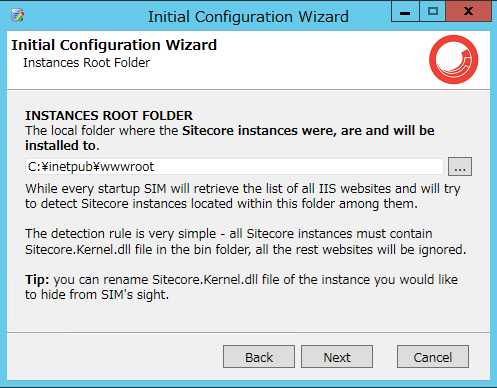 Initial Configuration Wizard
Initial Configuration Wizard
Instances Root Folder
INSTANCES ROOT FOLDER
The local folder where the Sitecore instances were, are and will be
installed to.
C:¥inetpub¥wwwroot
...
While every startup SIM will retrieve the list of all IIS websites and will try
to detect Sitecore instances located within this folder among them.
The detection rule is very simple - all Sitecore instances must contain
Sitecore.Kernel.dll file in the bin folder, all the rest websites will be ignored.
Tip: you can rename Sitecore.Kernel.dll file of the instance you would like
to hide from SIM's sight.
Back Next Cancel